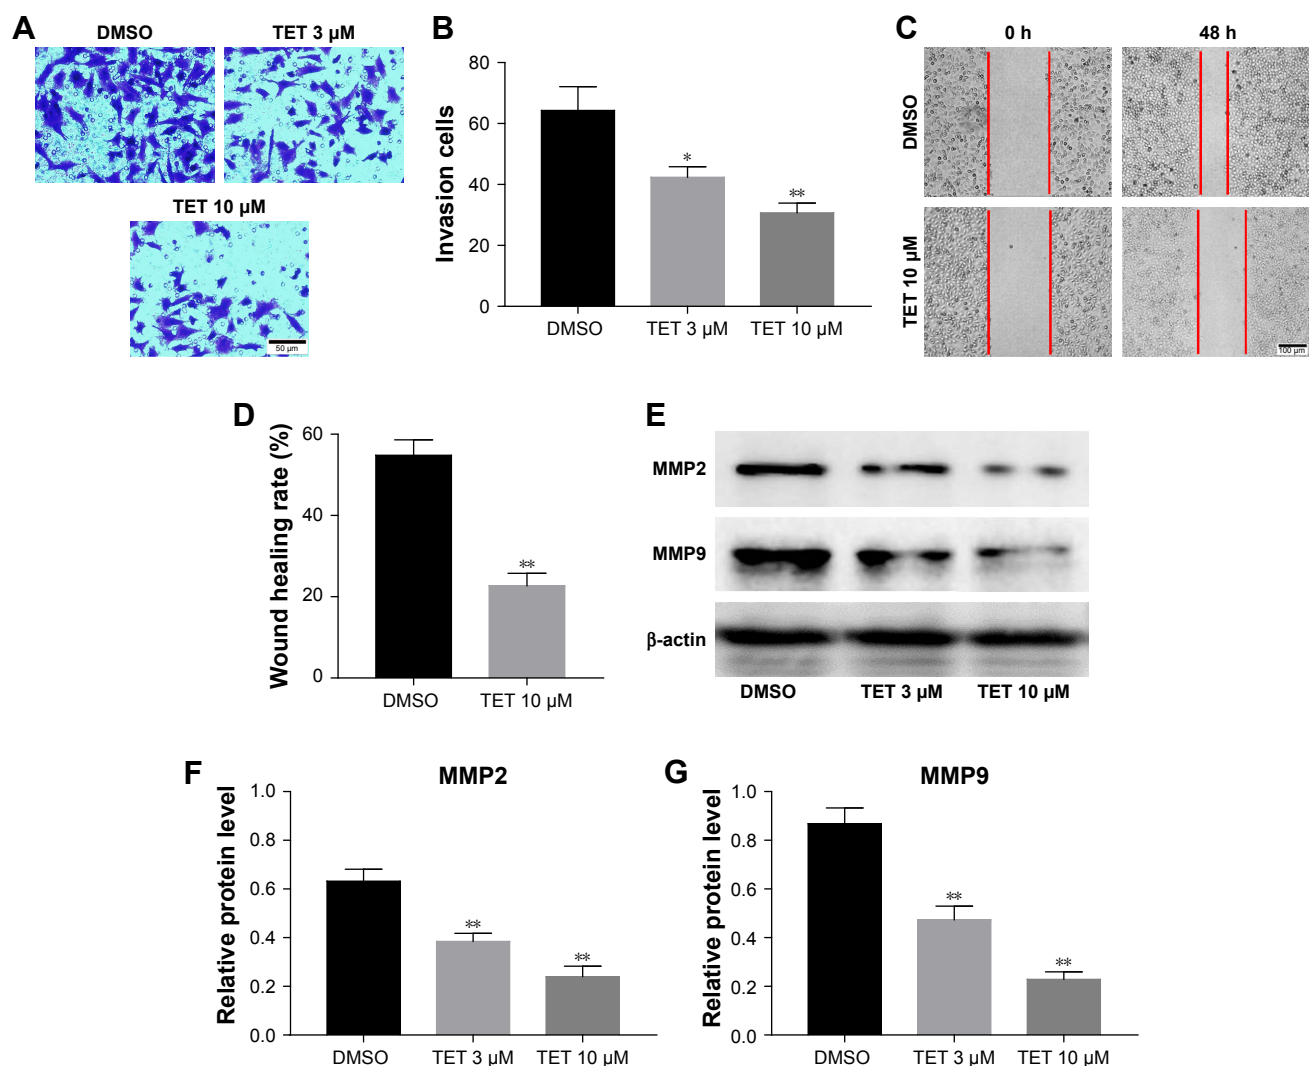 A
DMSO
TET 3 µM
TET 10 µM
50 µm
B
Invasion cells
80
60
40
20
0
*
**
DMSO
TET 3 µM
TET 10 µM
C
0 h
48 h
DMSO
TET 10 µM
100 µm
D
Wound healing rate (%)
60
40
20
0
**
DMSO
TET 10 µM
E
MMP2
MMP9
β-actin
DMSO
TET 3 µM
TET 10 µM
F
MMP2
Relative protein level
1.0
0.8
0.6
0.4
0.2
0.0
**
**
DMSO
TET 3 µM
TET 10 µM
G
MMP9
Relative protein level
1.0
0.8
0.6
0.4
0.2
0.0
**
**
DMSO
TET 3 µM
TET 10 µM